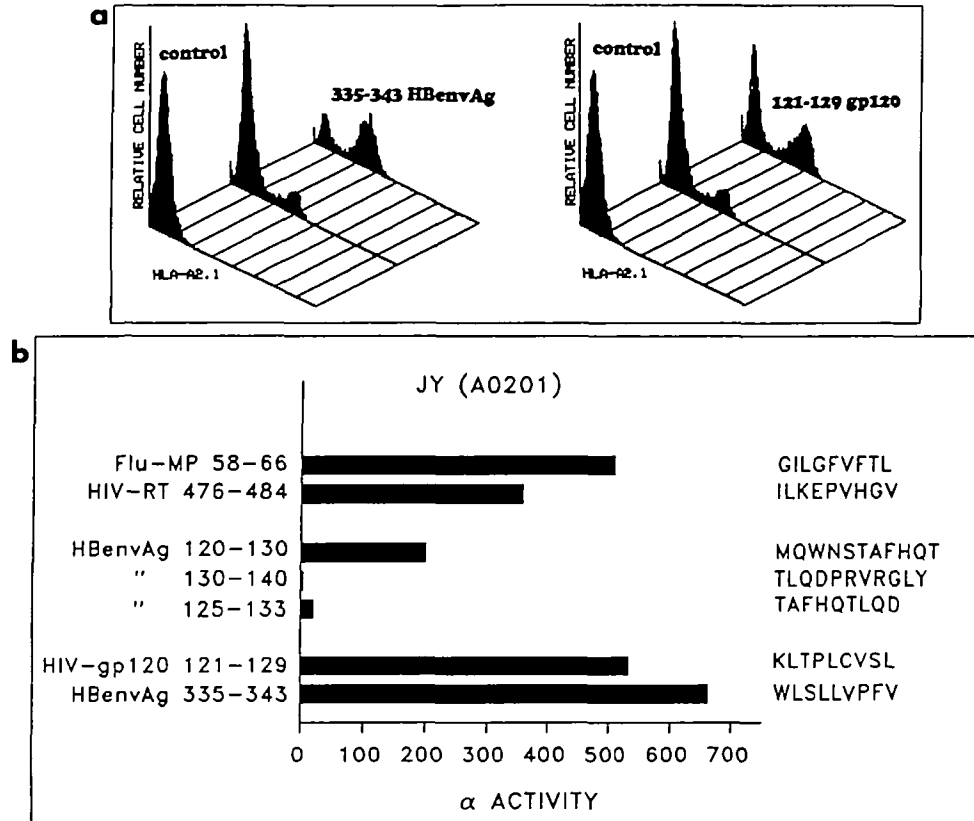 a
RELATIVE CELL NUMBER
control
335-343 HBenvAg
HLA-A2.1
RELATIVE CELL NUMBER
control
121-129 gp120
HLA-A2.1
b
JY (A0201)
Flu-MP 58-66 GILGFVFTL
HIV-RT 476-484 ILKEPVHGV
HBenvAg 120-130 MQWNSTAFHQT
" 130-140 TLQDPRVRGLY
" 125-133 TAFHQTLQD
HIV-gp120 121-129 KLTPLCVSL
HBenvAg 335-343 WLSLLVPFV
0 100 200 300 400 500 600 700
α ACTIVITY